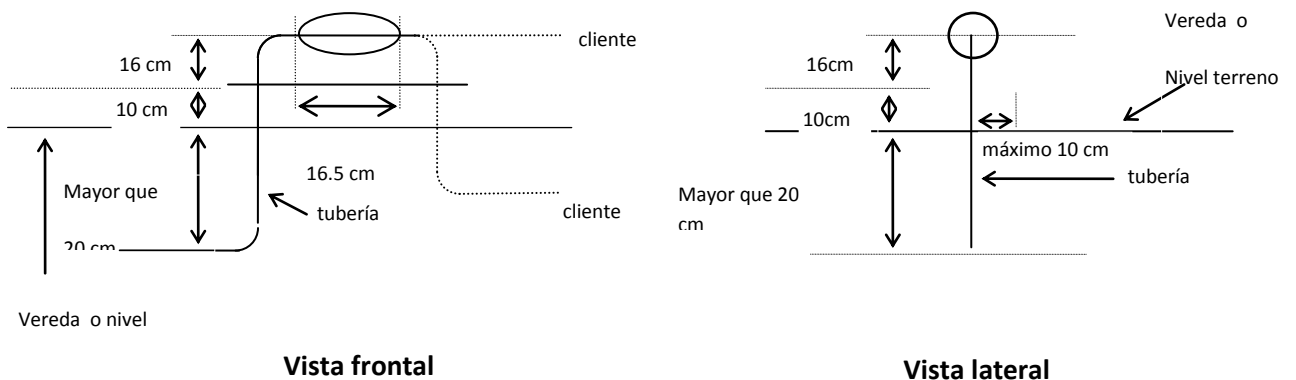 cliente
16 cm
10 cm
16.5 cm
Mayor que
20 cm
tubería
cliente
Vereda o nivel
Vista frontal
Vereda o
Nivel terreno
16cm
10cm
máximo 10 cm
tubería
Mayor que 20
cm
Vista lateral